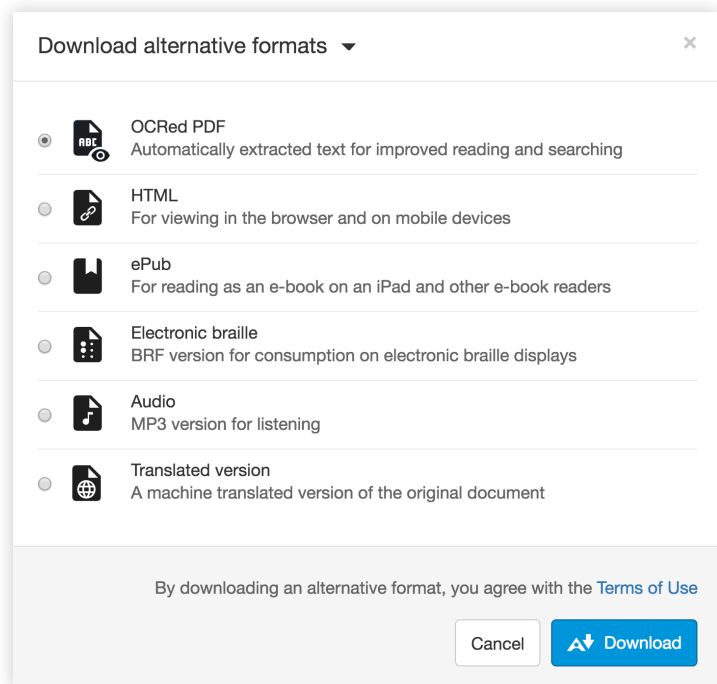 Download alternative formats
×
ABC
OCRed PDF
Automatically extracted text for improved reading and searching
HTML
For viewing in the browser and on mobile devices
ePub
For reading as an e-book on an iPad and other e-book readers
Electronic braille
BRF version for consumption on electronic braille displays
Audio
MP3 version for listening
Translated version
A machine translated version of the original document
By downloading an alternative format, you agree with the Terms of Use
Cancel
Download